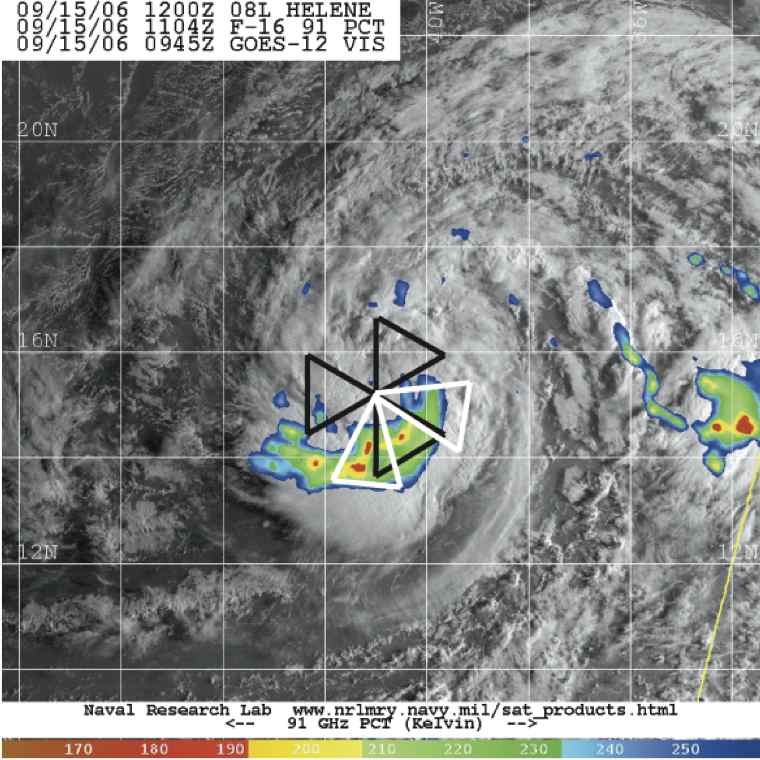 09/15/06 1200Z 08L HELENE
09/15/06 1104Z F-16 91 PCT
09/15/06 0945Z GOES-12 VIS
20N 20N
16N 16N
12N 12N
Naval Research Lab www.nrlmry.navy.mil/sat_products.html
<-- 91 GHz PCT (Kelvin) -->
170 180 190 200 210 220 230 240 250